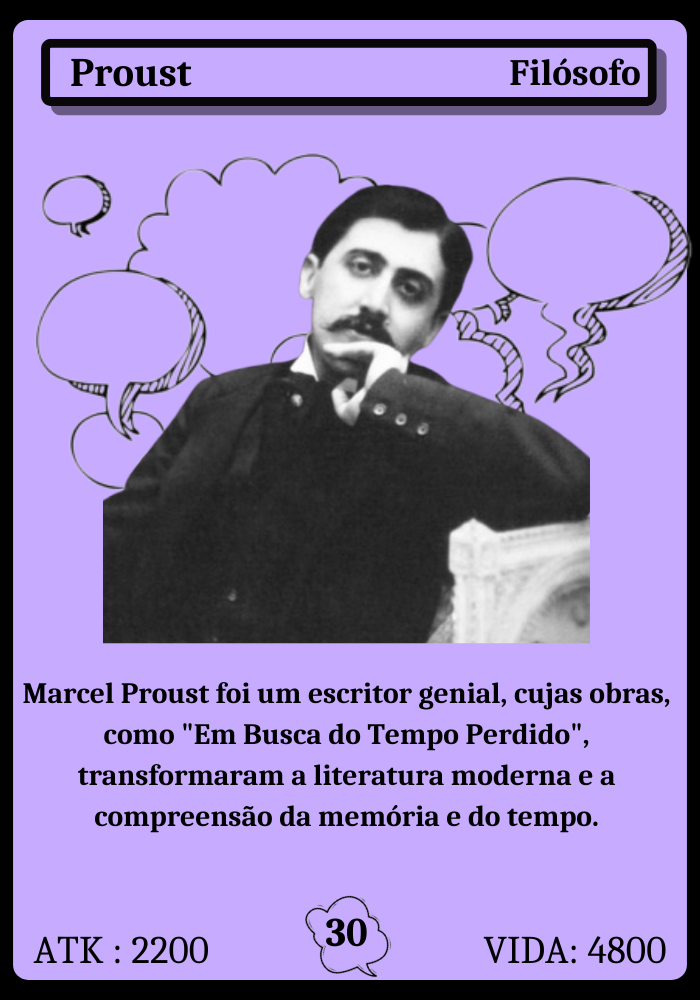 Proust Filósofo
Marcel Proust foi um escritor genial, cujas obras,
como "Em Busca do Tempo Perdido",
transformaram a literatura moderna e a
compreensão da memória e do tempo.
ATK : 2200 30 VIDA: 4800